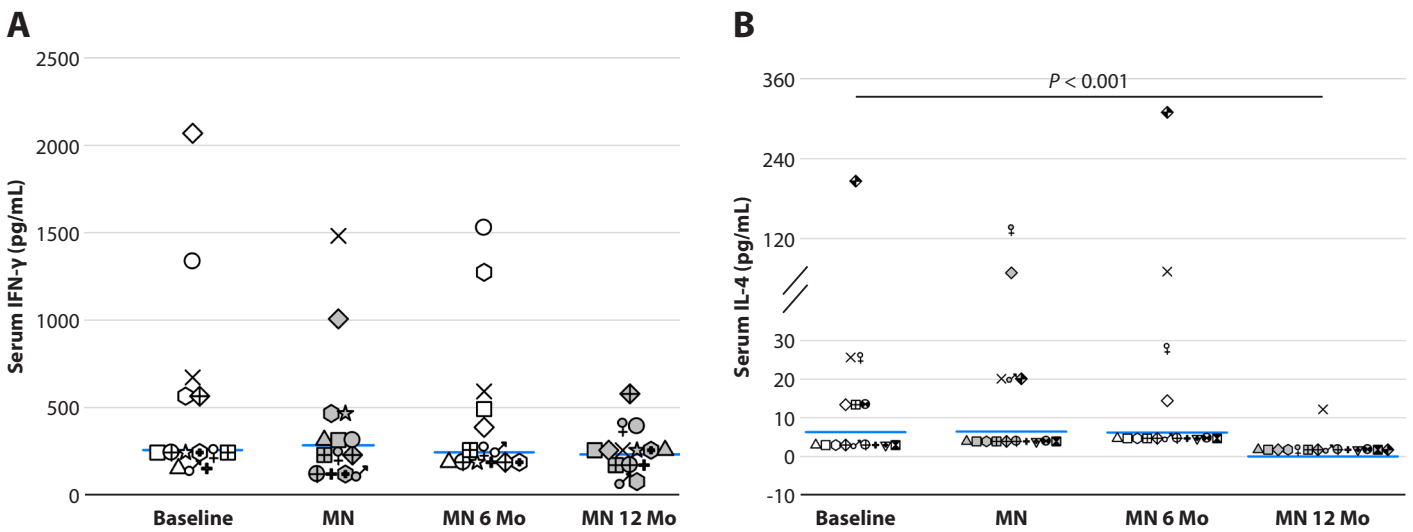 A
Serum IFN-γ (pg/mL)
2500
2000
1500
1000
500
0
Baseline
MN
MN 6 Mo
MN 12 Mo
B
Serum IL-4 (pg/mL)
P < 0.001
360
240
120
30
20
10
0
-10
Baseline
MN
MN 6 Mo
MN 12 Mo